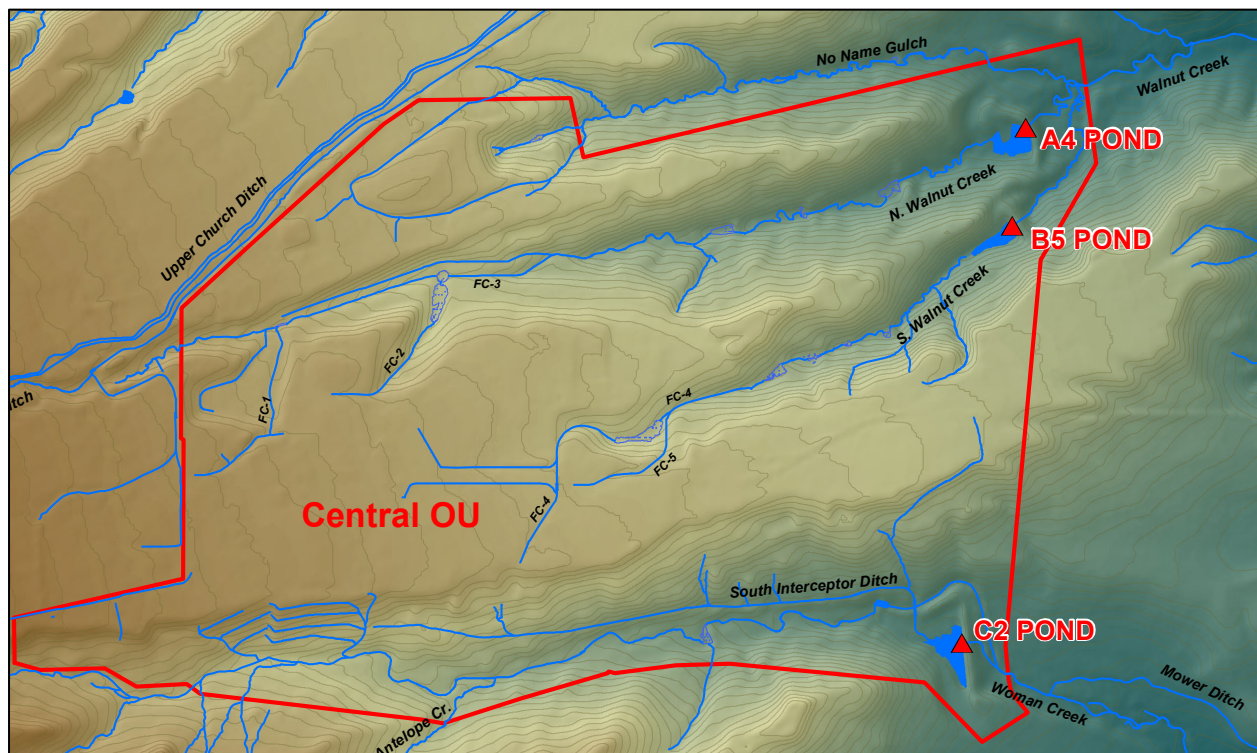 No Name Gulch
Walnut Creek
A4 POND
N. Walnut Creek
Upper Church Ditch
B5 POND
FC-3
S. Walnut Creek
FC-2
itch
FC-1
FC-4
FC-5
FC-4
Central OU
South Interceptor Ditch
C2 POND
Mower Ditch
Woman Creek
Antelope Cr.